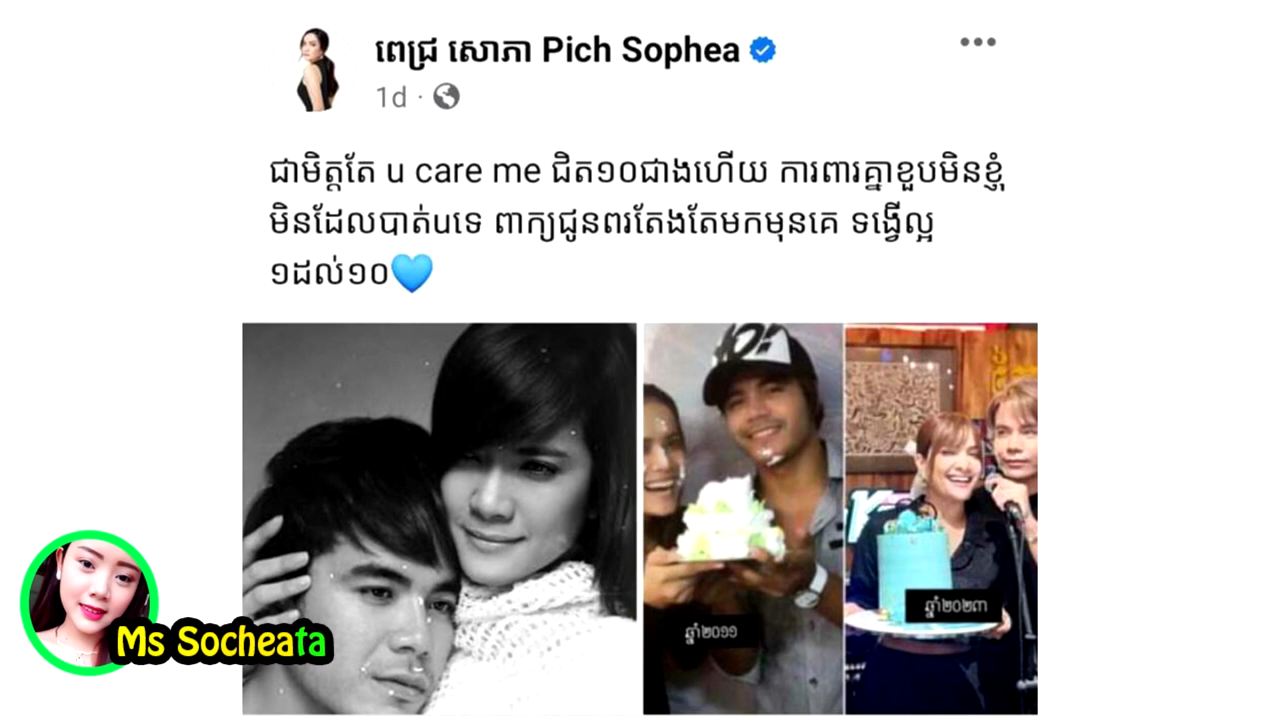 ពេជ្រ សោភា Pich Sophea
1d ·
ជាមិត្តតែ u care me ជិត១០ជាងហើយ ការពារគ្នាខួបមិនខ្ញុំ
មិនដែលបាត់uទេ ពាក្យជូនពរតែងតែមកមុនគេ ទង្វើល្អ
១ដល់១០💙
ឆ្នាំ២០១១
ឆ្នាំ២០២៣
Ms Socheata